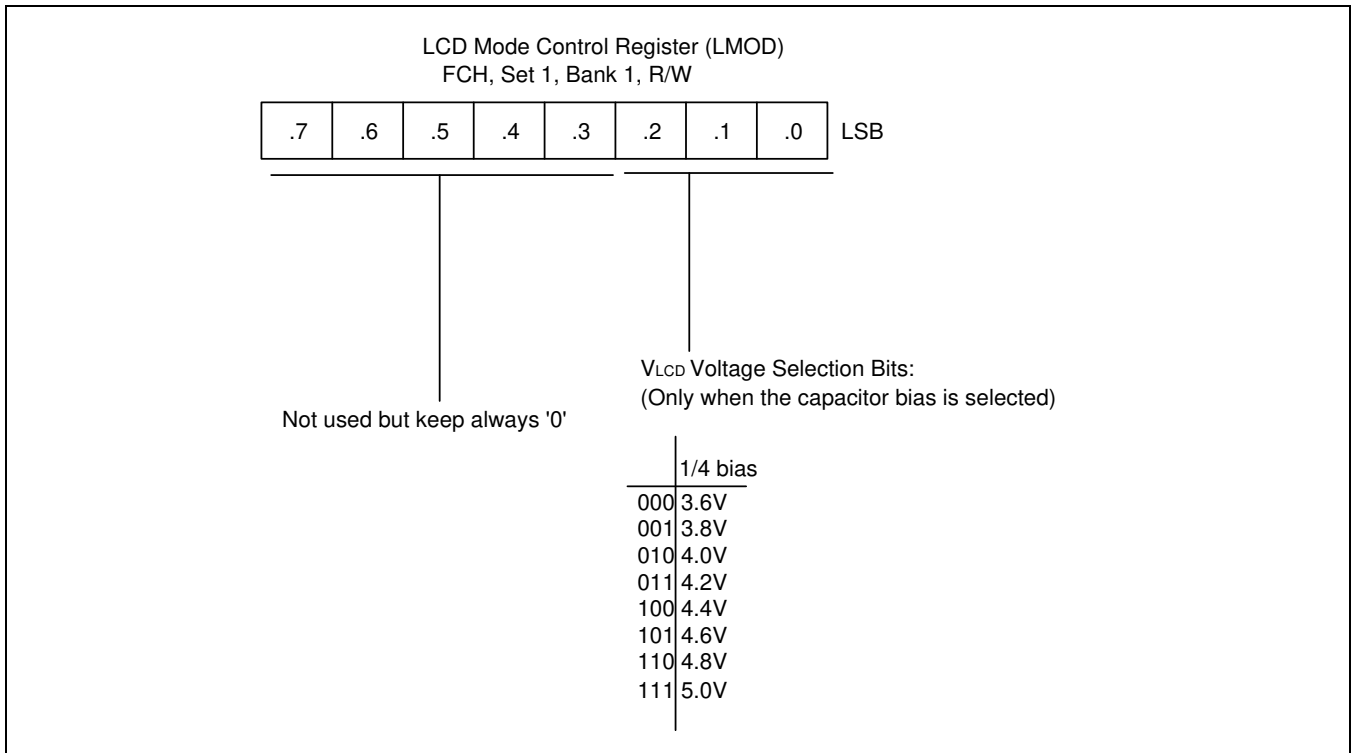 LCD Mode Control Register (LMOD)
FCH, Set 1, Bank 1, R/W
.7 .6 .5 .4 .3 .2 .1 .0 LSB
VLCD Voltage Selection Bits:
(Only when the capacitor bias is selected)
Not used but keep always '0'
1/4 bias
000 3.6V
001 3.8V
010 4.0V
011 4.2V
100 4.4V
101 4.6V
110 4.8V
111 5.0V